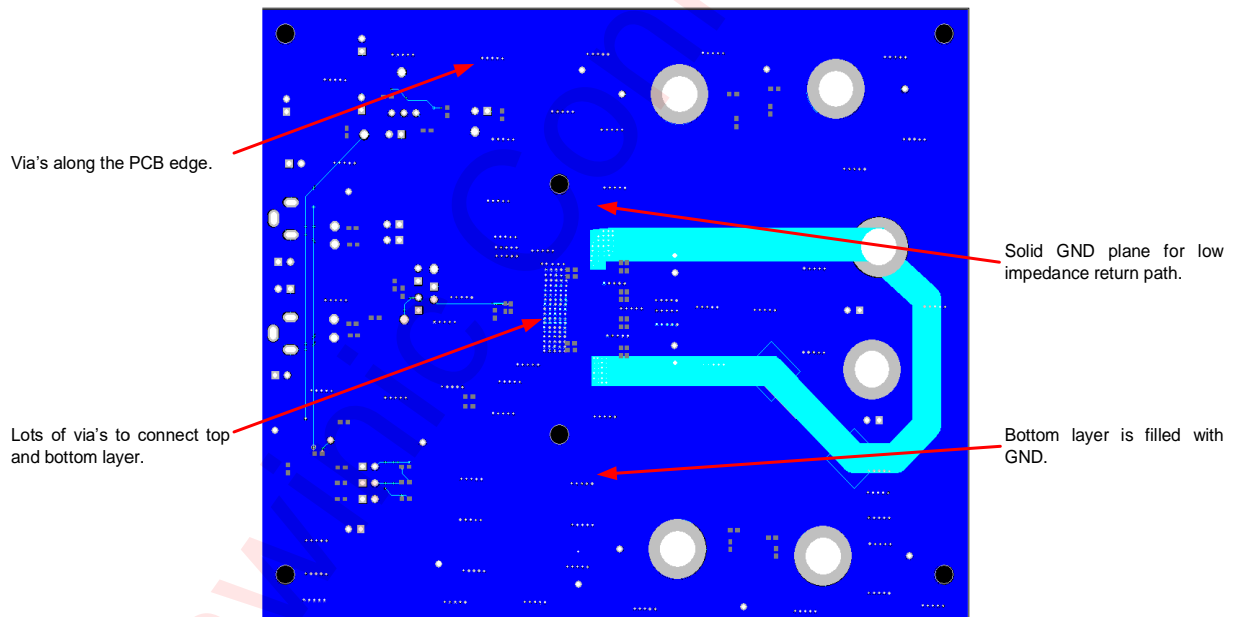 Via's along the PCB edge.
Solid GND plane for low
impedance return path.
Lots of via's to connect top
and bottom layer.
Bottom layer is filled with
GND.